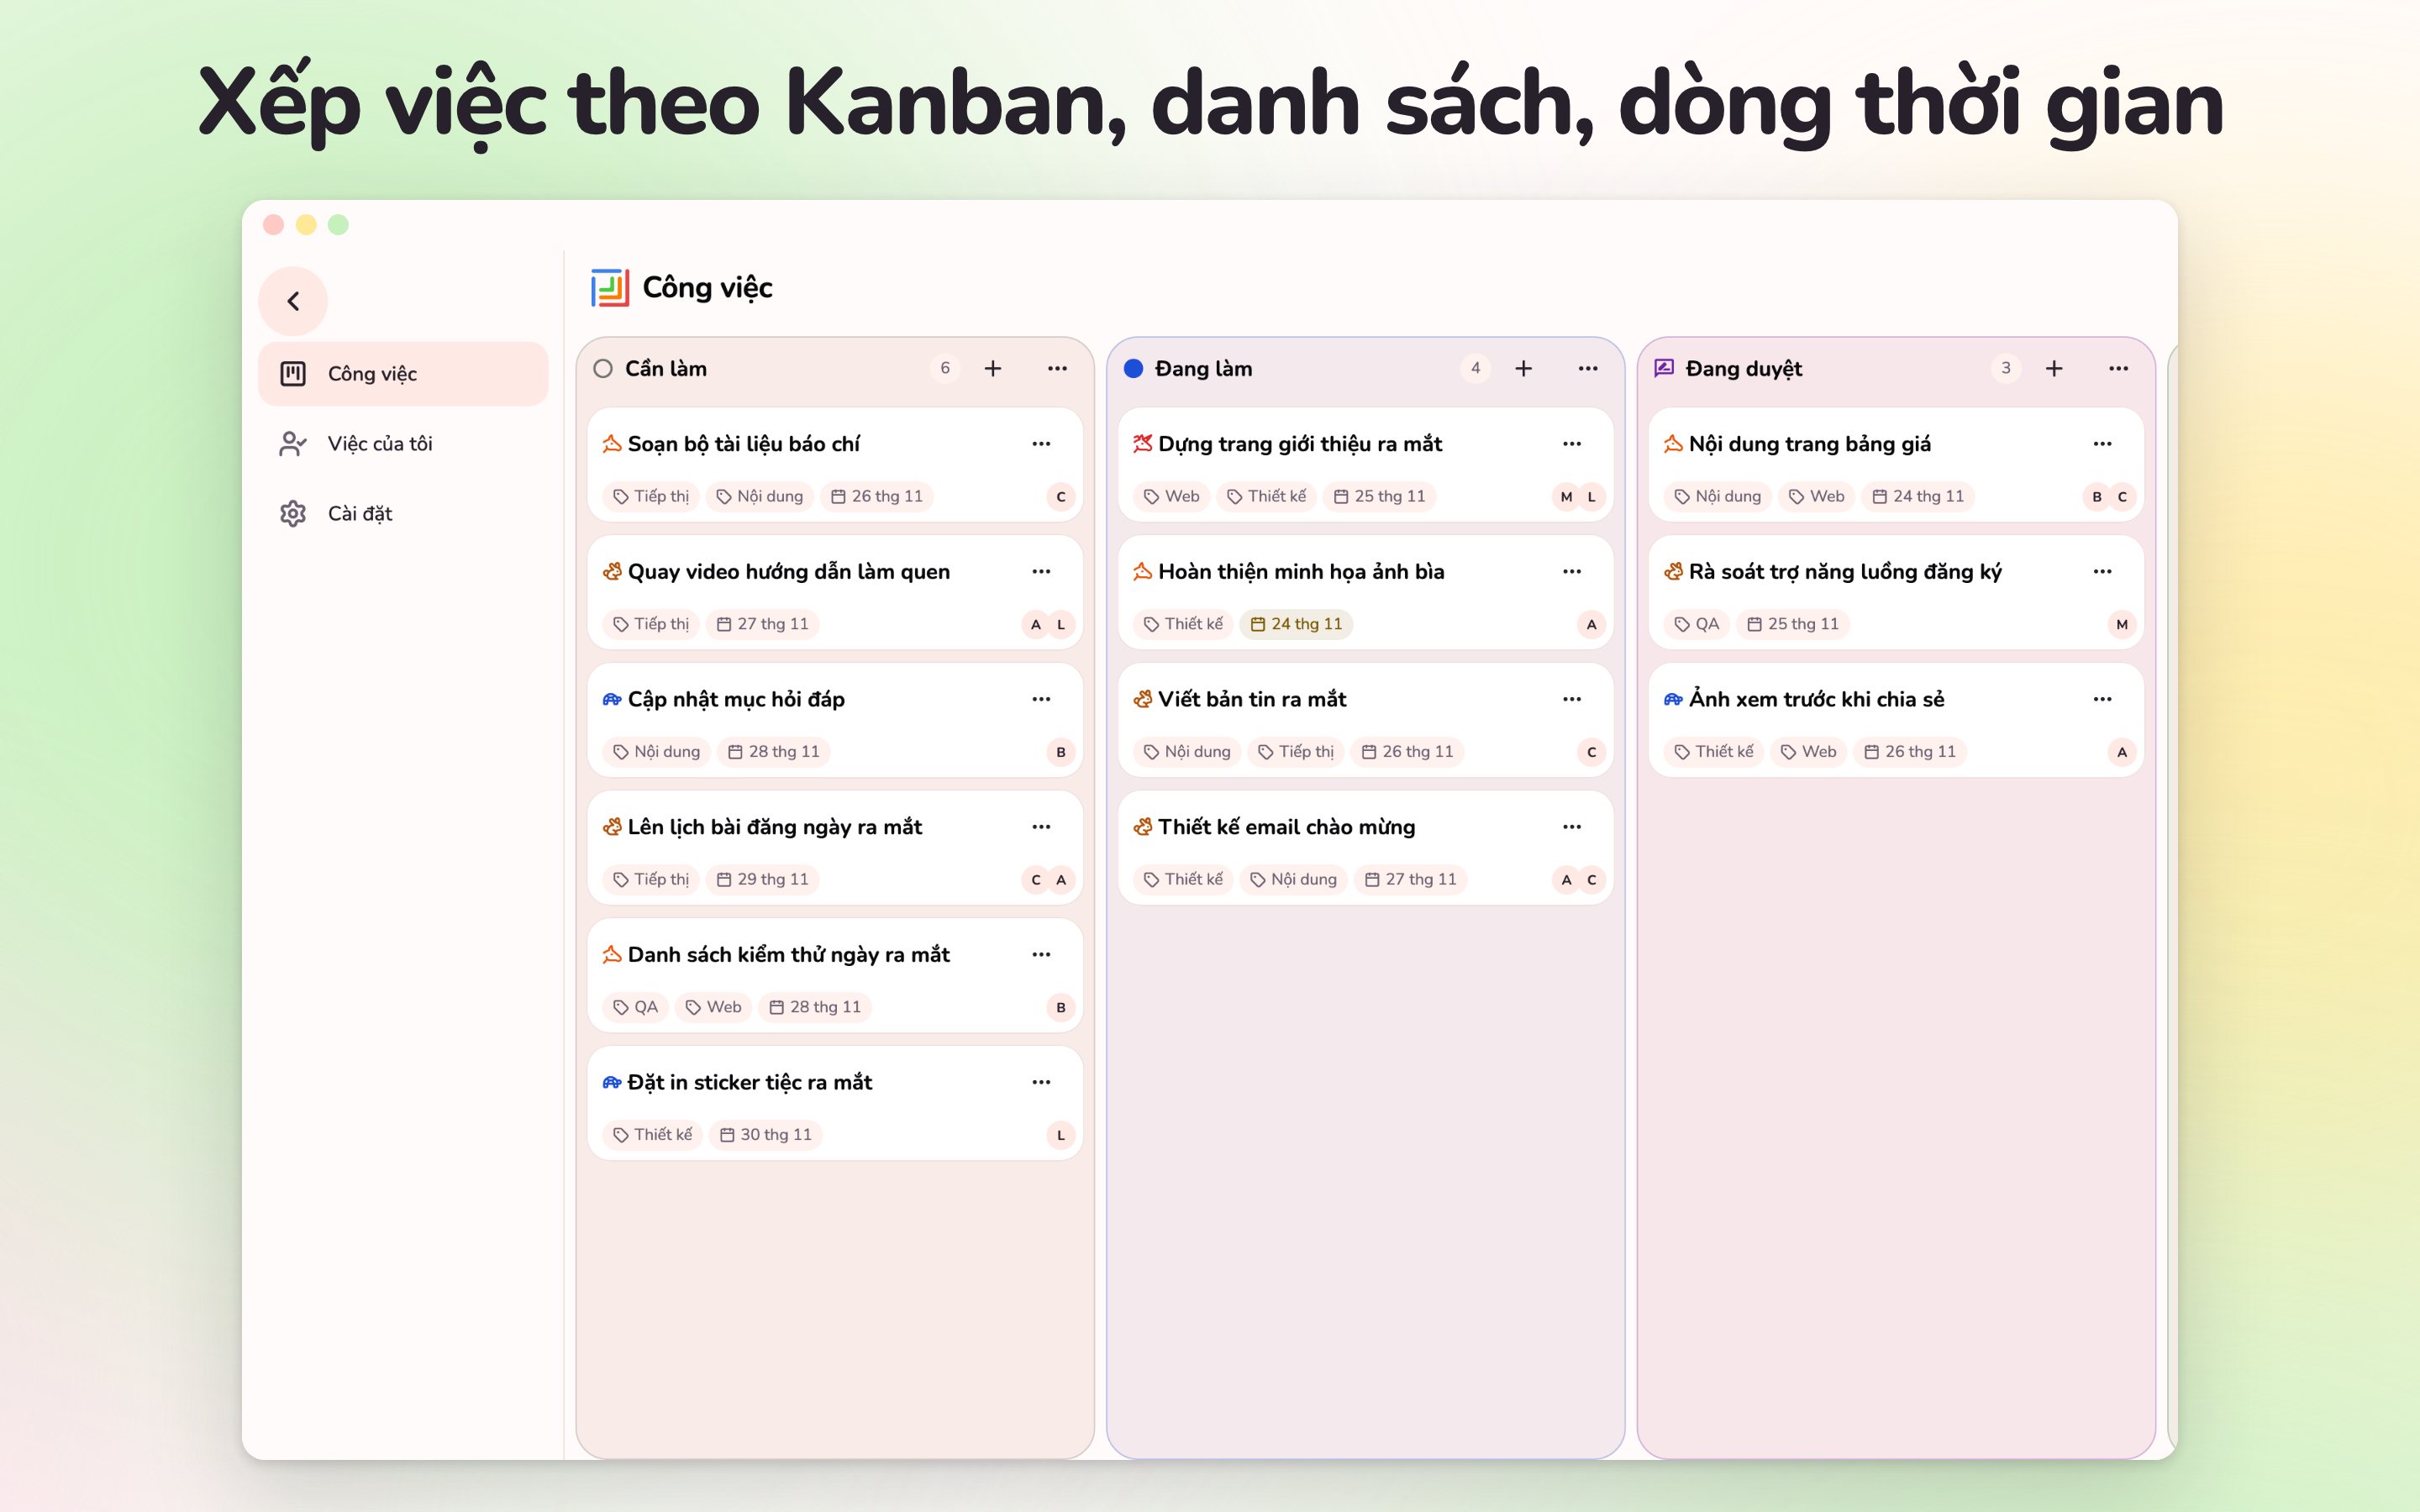 Xếp việc theo Kanban, danh sách, dòng thời gian
Công việc
Việc của tôi
Cài đặt
Công việc
Cần làm 6
Soạn bộ tài liệu báo chí
Tiếp thị Nội dung 26 thg 11 C
Quay video hướng dẫn làm quen
Tiếp thị 27 thg 11 A L
Cập nhật mục hỏi đáp
Nội dung 28 thg 11 B
Lên lịch bài đăng ngày ra mắt
Tiếp thị 29 thg 11 C A
Danh sách kiểm thử ngày ra mắt
QA Web 28 thg 11 B
Đặt in sticker tiệc ra mắt
Thiết kế 30 thg 11 L
Đang làm 4
Dựng trang giới thiệu ra mắt
Web Thiết kế 25 thg 11 M L
Hoàn thiện minh họa ảnh bìa
Thiết kế 24 thg 11 A
Viết bản tin ra mắt
Nội dung Tiếp thị 26 thg 11 C
Thiết kế email chào mừng
Thiết kế Nội dung 27 thg 11 A C
Đang duyệt 3
Nội dung trang bảng giá
Nội dung Web 24 thg 11 B C
Rà soát trợ năng luồng đăng ký
QA 25 thg 11 M
Ảnh xem trước khi chia sẻ
Thiết kế Web 26 thg 11 A